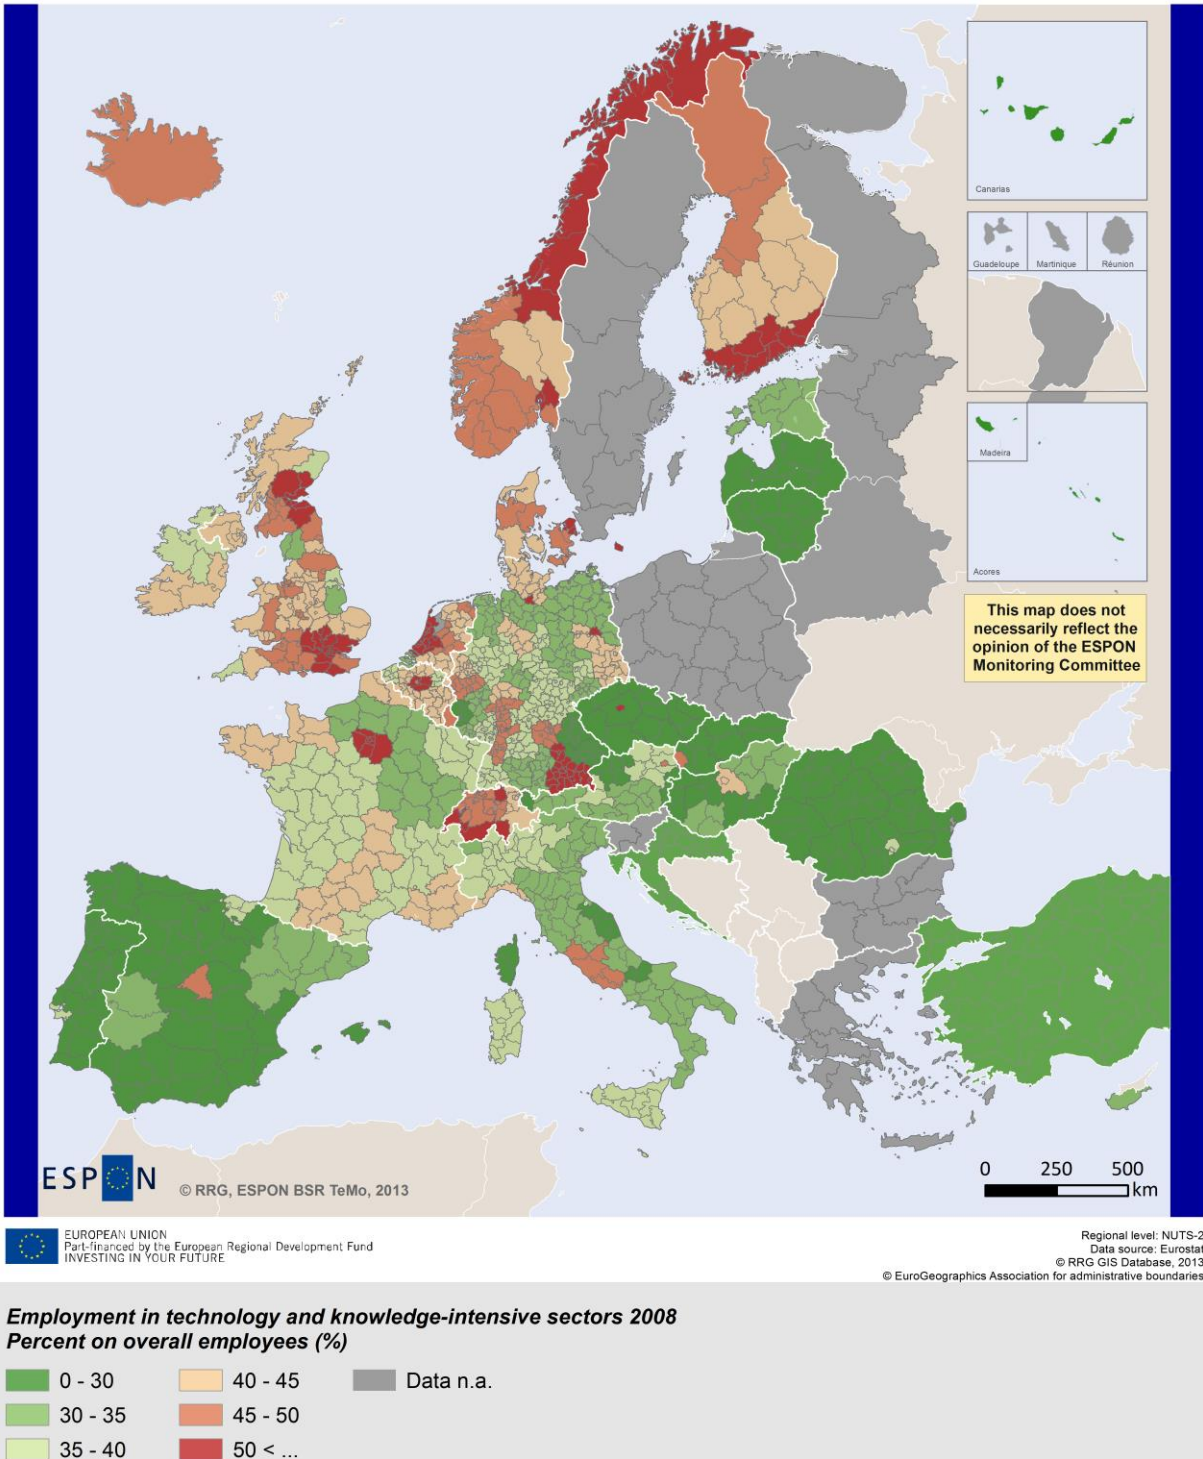 Canarias
Guadeloupe
Martinique
Réunion
Madeira
Acores
This map does not
necessarily reflect the
opinion of the ESPON
Monitoring Committee
0 250 500
km
ESPON
© RRG, ESPON BSR TeMo, 2013
EUROPEAN UNION
Part-financed by the European Regional Development Fund
INVESTING IN YOUR FUTURE
Regional level: NUTS-2
Data source: Eurostat
© RRG GIS Database, 2013
© EuroGeographics Association for administrative boundaries
Employment in technology and knowledge-intensive sectors 2008
Percent on overall employees (%)
0 - 30
30 - 35
35 - 40
40 - 45
45 - 50
50 < ...
Data n.a.